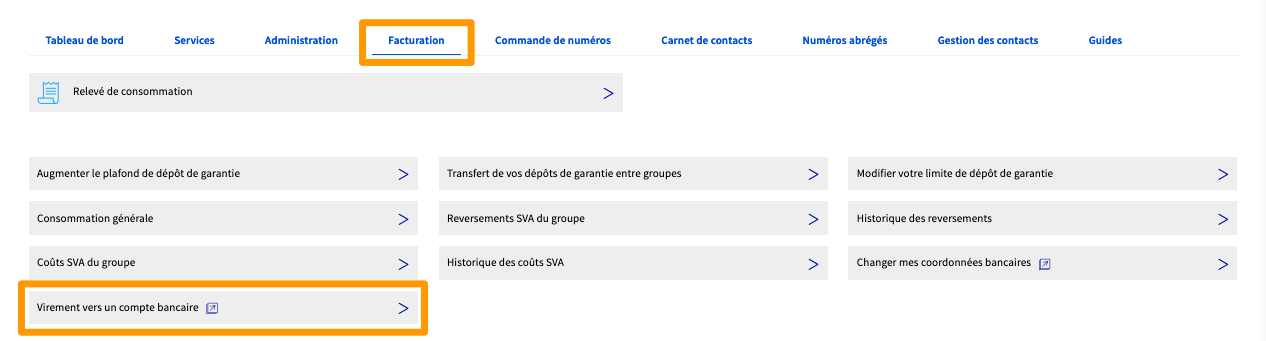 Tableau de bord Services Administration Facturation Commande de numéros Carnet de contacts Numéros abrégés Gestion des contacts Guides
Relevé de consommation
Augmenter le plafond de dépôt de garantie Transfert de vos dépôts de garantie entre groupes Modifier votre limite de dépôt de garantie
Consommation générale Reversements SVA du groupe Historique des reversements
Coûts SVA du groupe Historique des coûts SVA Changer mes coordonnées bancaires
Virement vers un compte bancaire